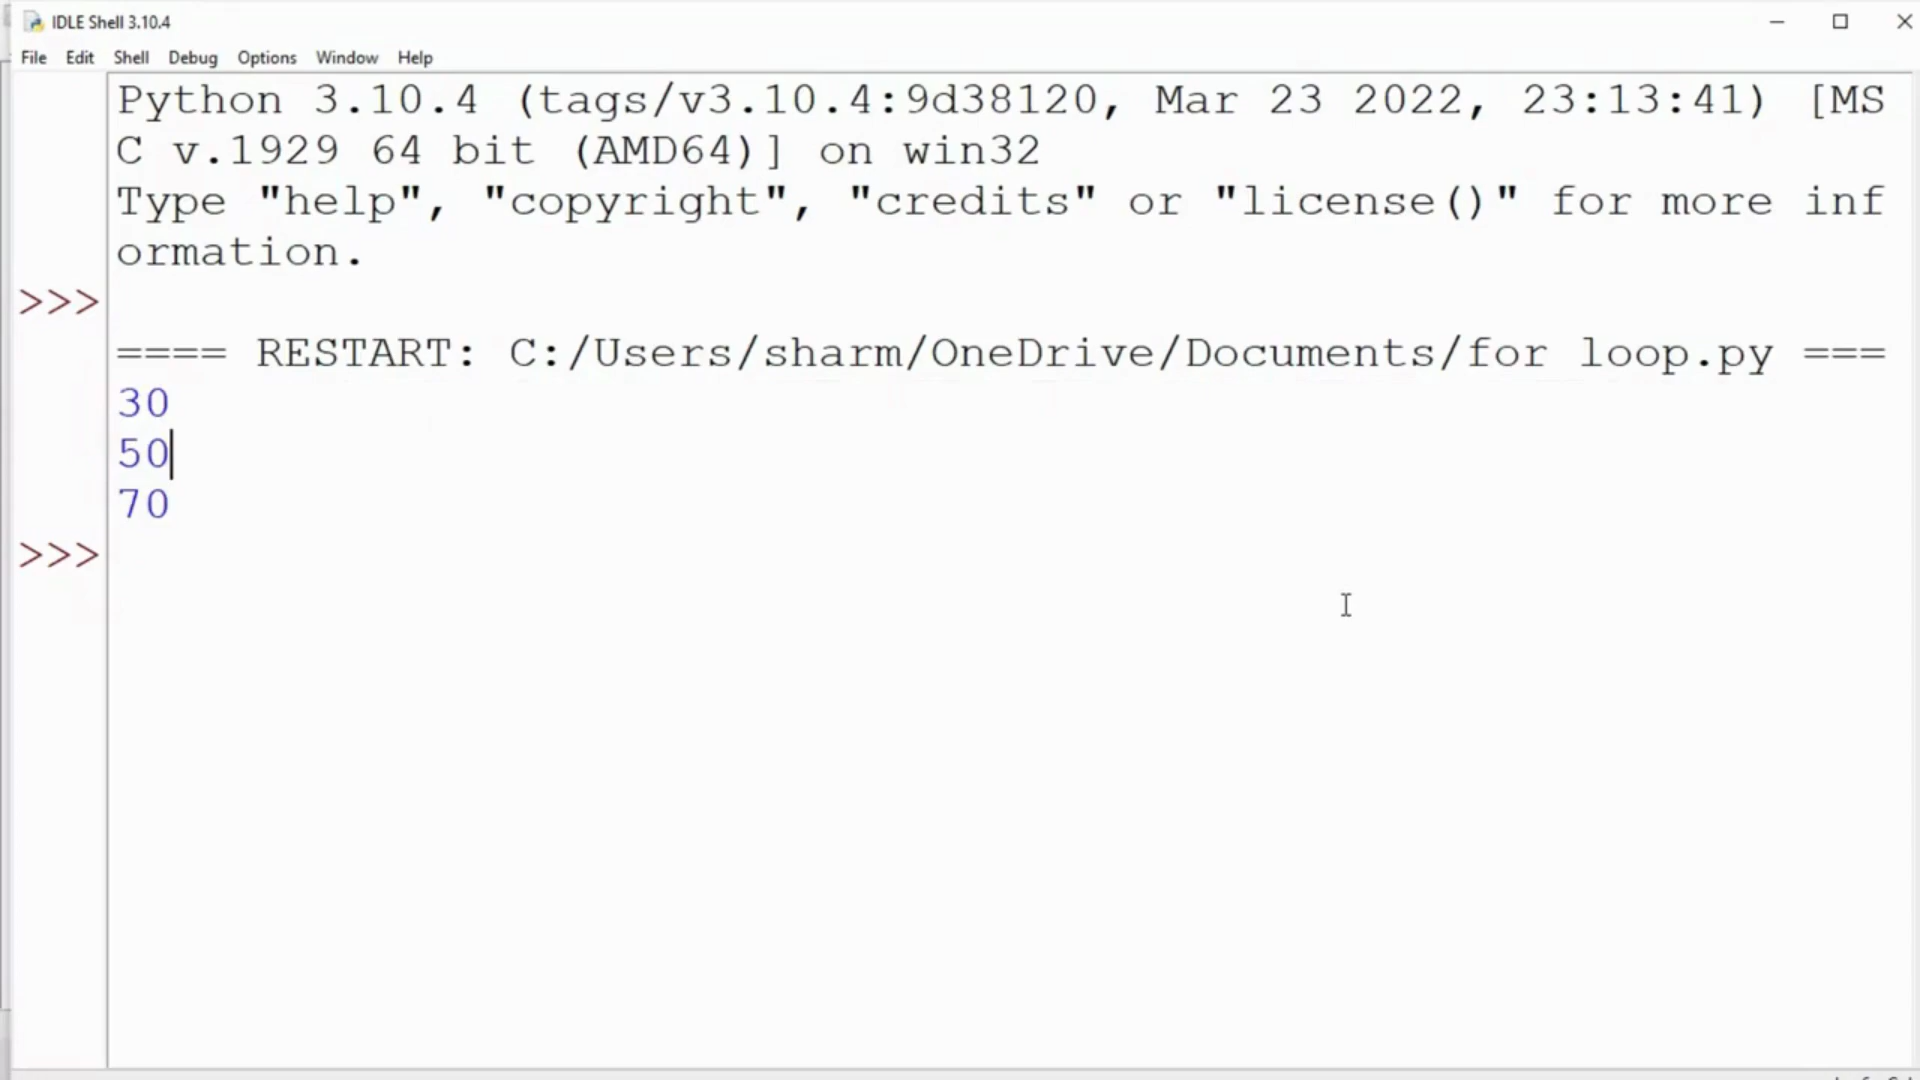 IDLE Shell 3.10.4
File Edit Shell Debug Options Window Help
Python 3.10.4 (tags/v3.10.4:9d38120, Mar 23 2022, 23:13:41) [MS
C v.1929 64 bit (AMD64)] on win32
Type "help", "copyright", "credits" or "license()" for more inf
ormation.
>>>
==== RESTART: C:/Users/sharm/OneDrive/Documents/for loop.py ===
30
50
70
>>>